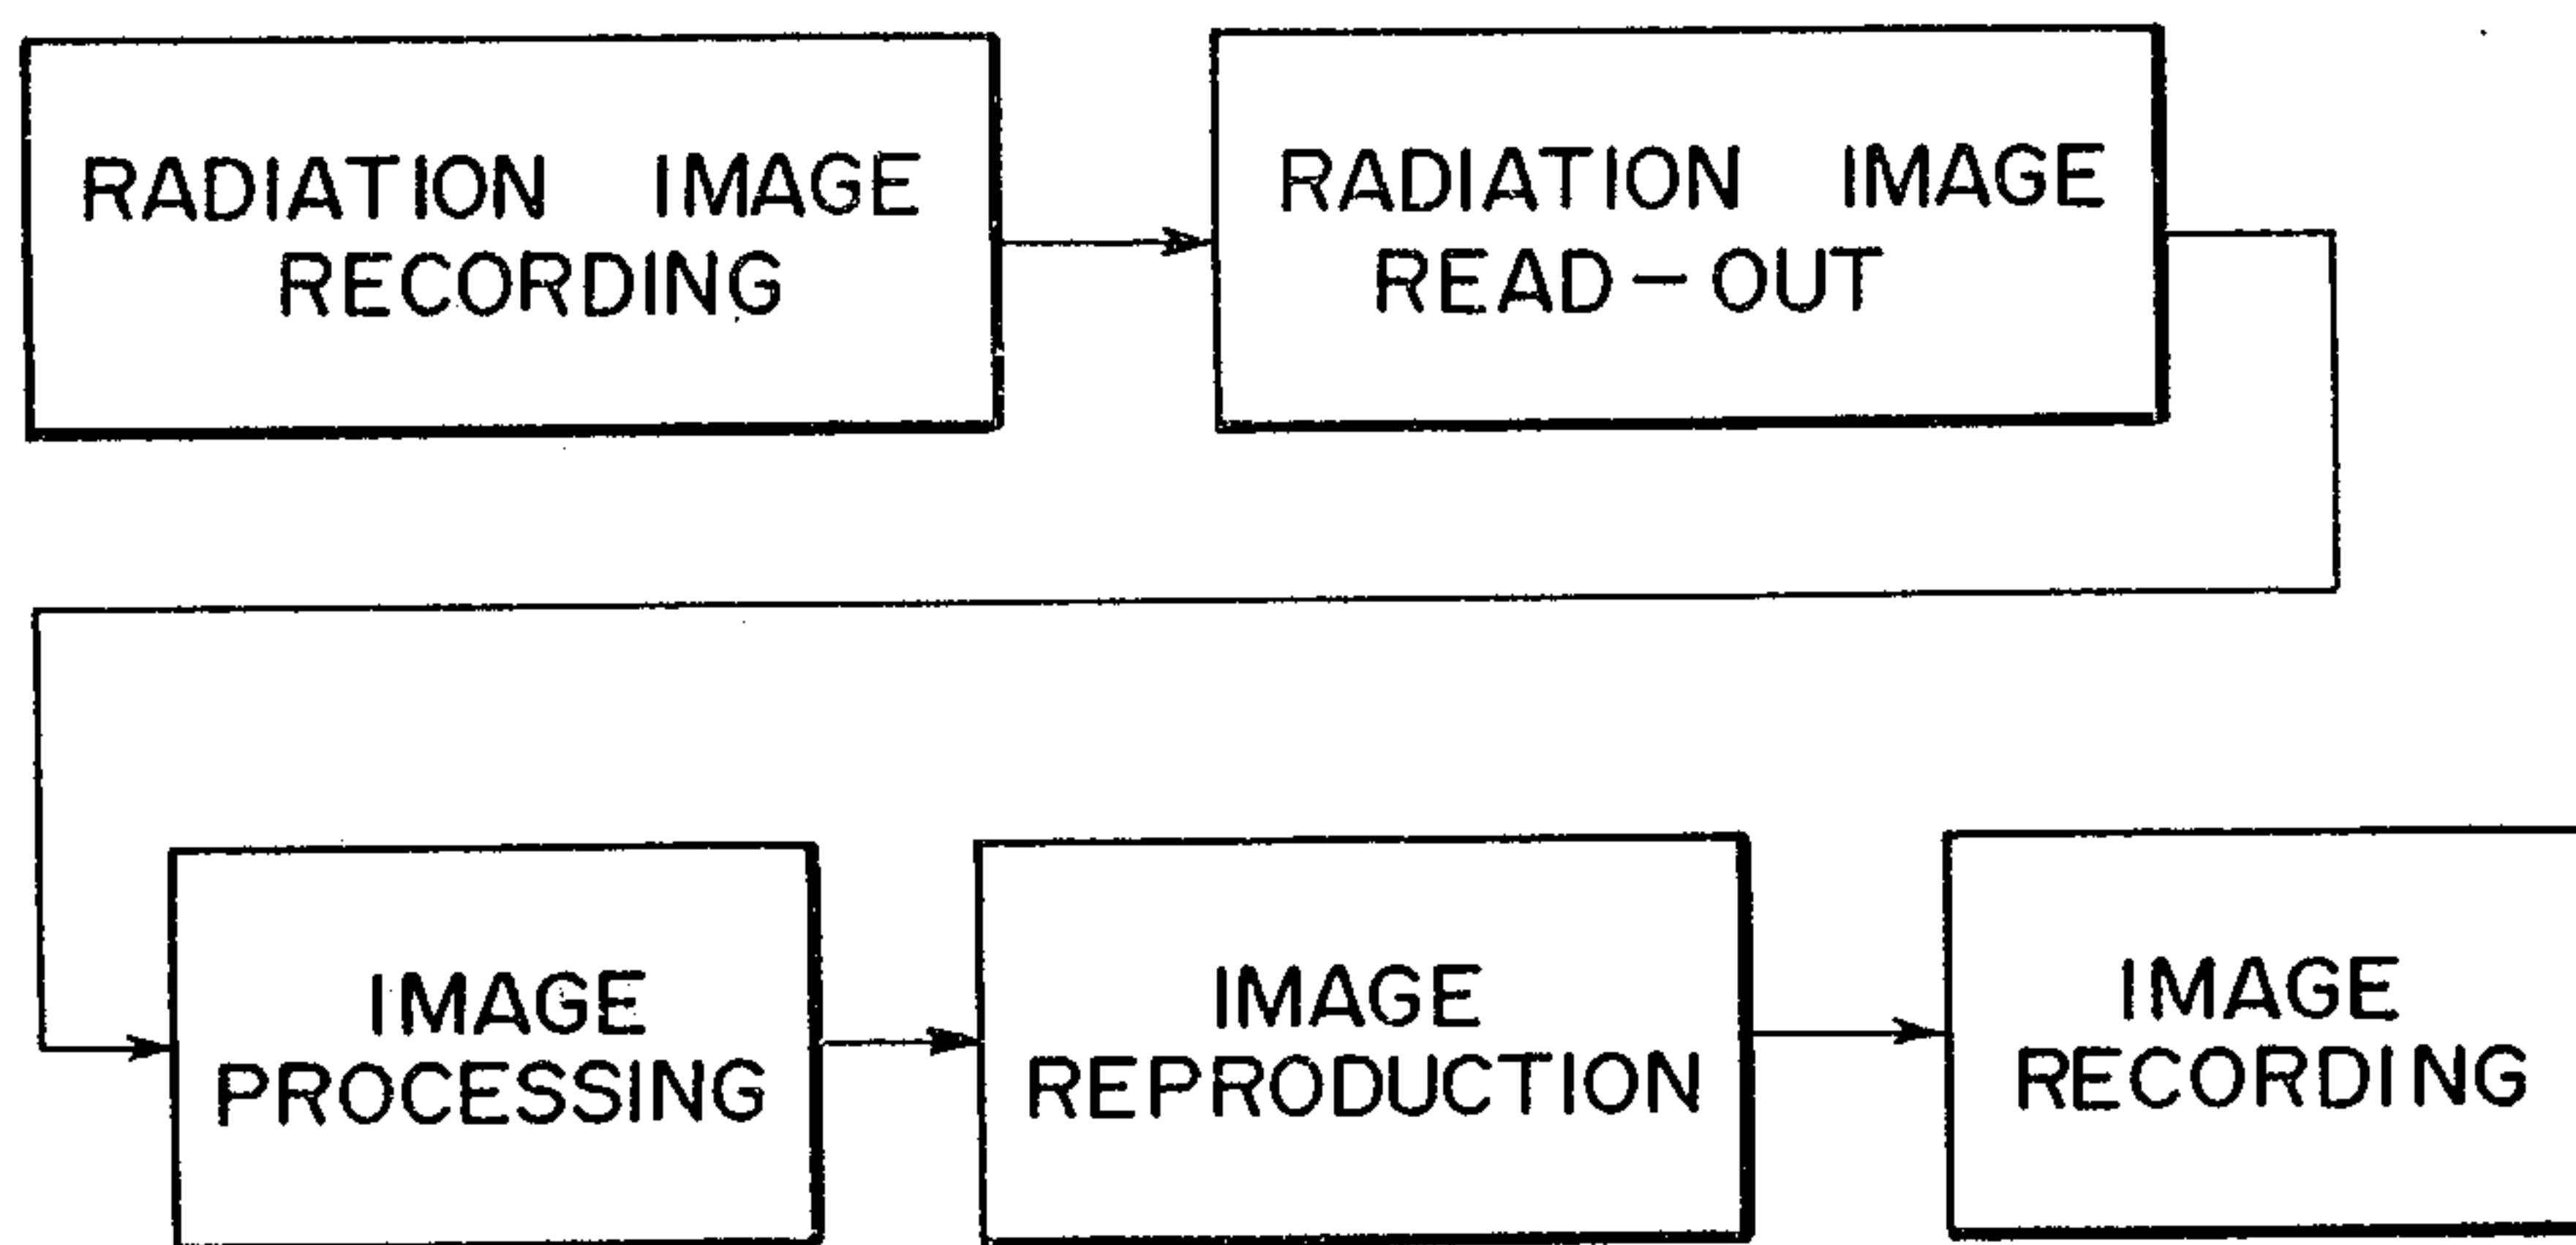 RADIATION IMAGE
RECORDING
RADIATION IMAGE
READ-OUT
IMAGE
PROCESSING
IMAGE
REPRODUCTION
IMAGE
RECORDING